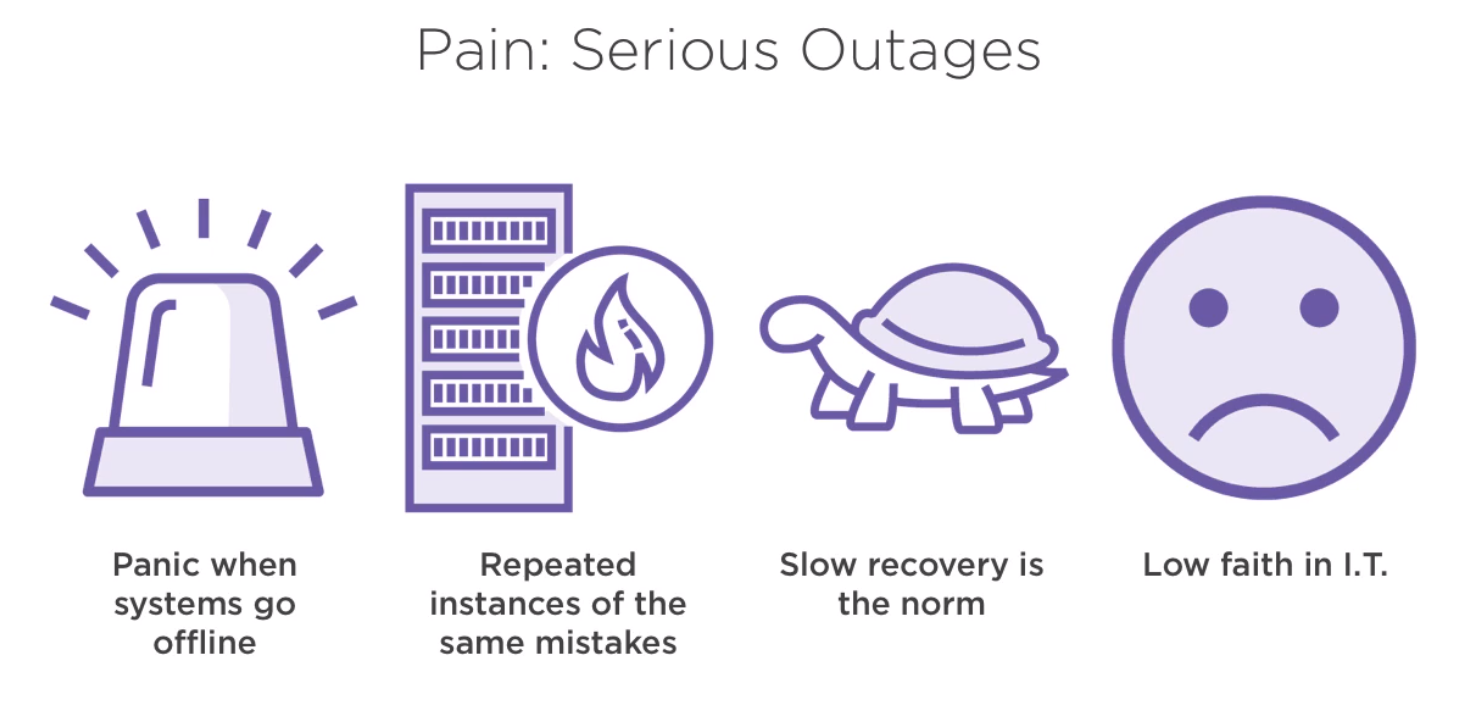 Pain: Serious Outages
Panic when
systems go
offline
Repeated
instances of the
same mistakes
Slow recovery is
the norm
Low faith in I.T.